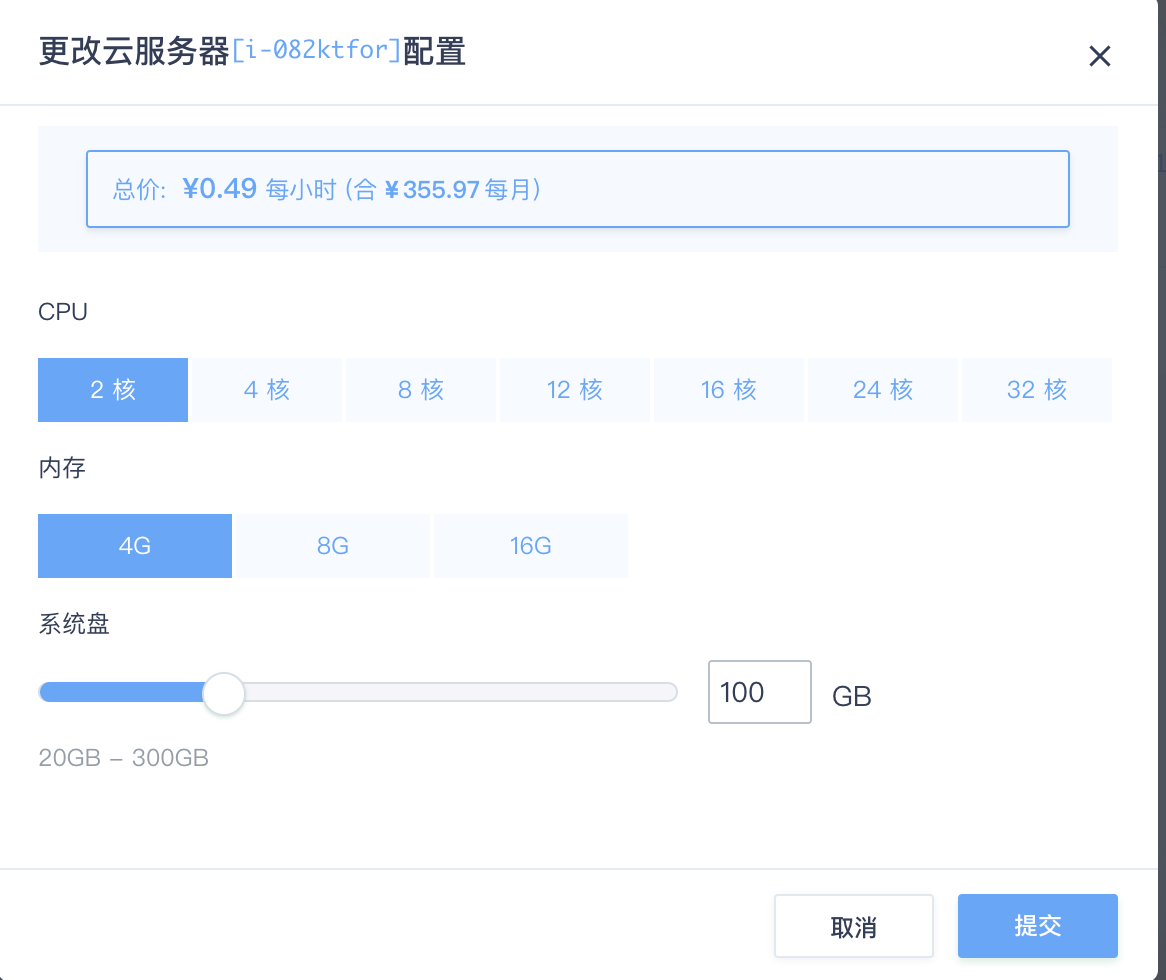 更改云服务器[i-082ktfor]配置
总价: ¥0.49 每小时 (合 ¥355.97 每月)
CPU
2 核 4 核 8 核 12 核 16 核 24 核 32 核
内存
4G 8G 16G
系统盘
100 GB
20GB – 300GB
取消 提交